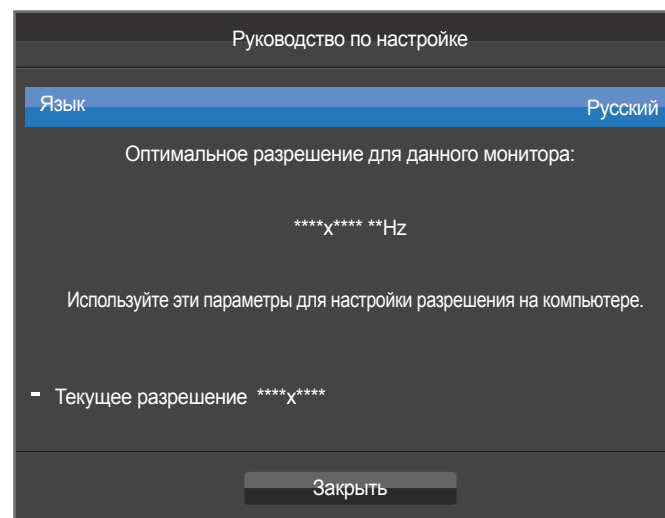 Руководство по настройке
Язык Русский
Оптимальное разрешение для данного монитора:
****x**** **Hz
Используйте эти параметры для настройки разрешения на компьютере.
- Текущее разрешение ****x****
Закрыть